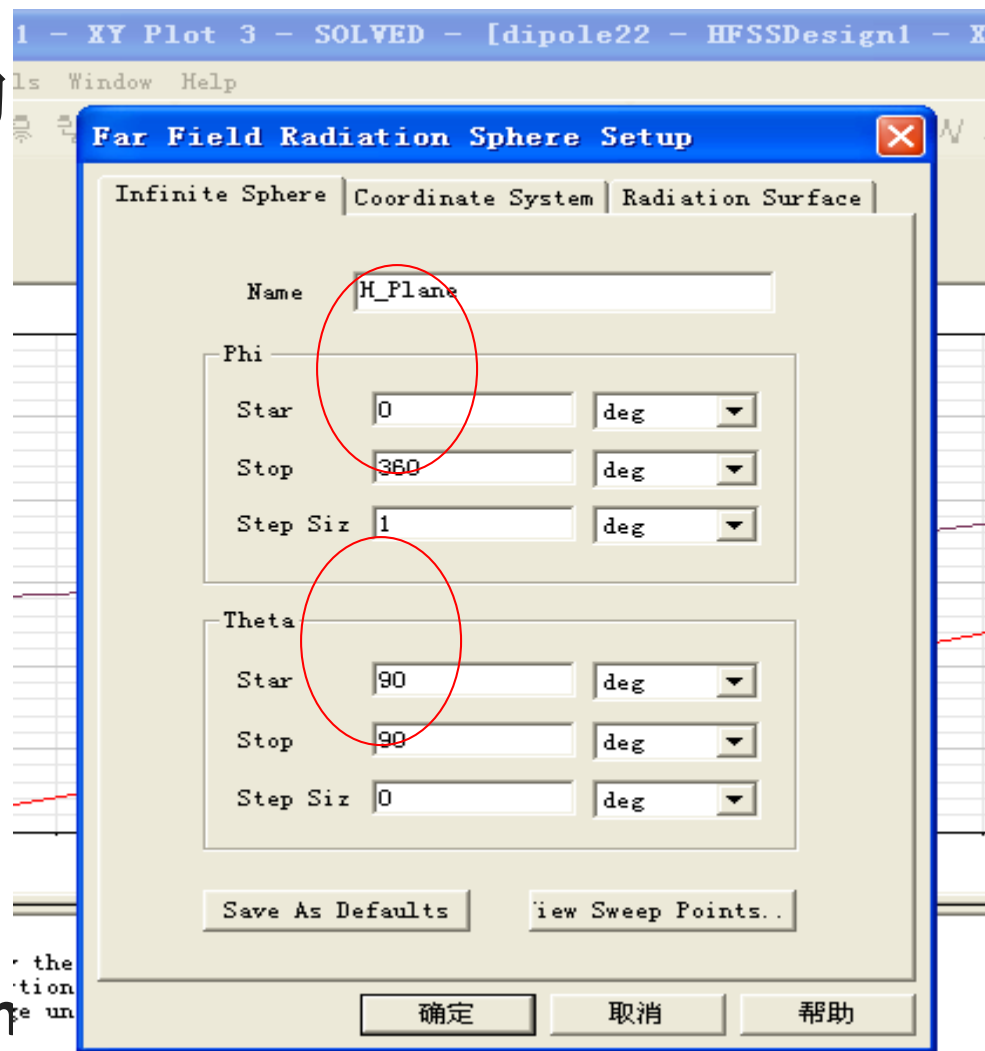 1 - XY Plot 3 - SOLVED - [dipole22 - HFSSDesign1 - X
ls Window Help
Far Field Radiation Sphere Setup
Infinite Sphere Coordinate System Radiation Surface
Name H_Plane
Phi
Star 0 deg
Stop 360 deg
Step Siz 1 deg
Theta
Star 90 deg
Stop 90 deg
Step Siz 0 deg
Save As Defaults iew Sweep Points..
the
tion
un
确定 取消 帮助